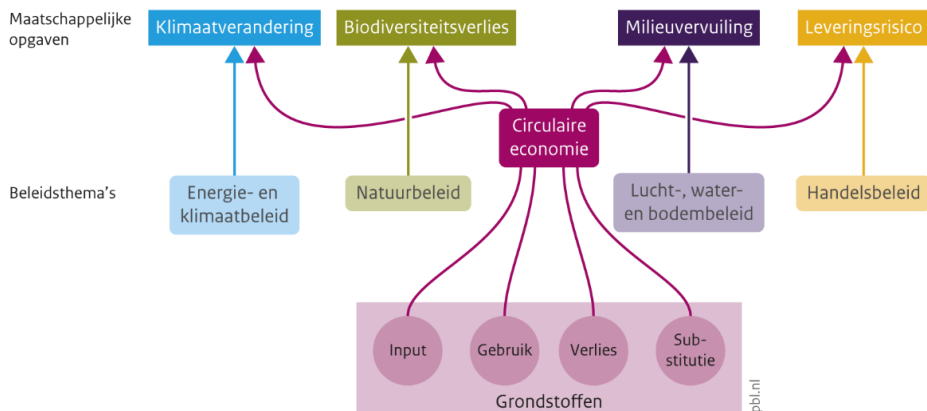 Maatschappelijke
opgaven
Klimaatverandering
Biodiversiteitsverlies
Milieuvervuiling
Leveringsrisico
Circulaire
economie
Beleidsthema's
Energie- en
klimaatbeleid
Natuurbeleid
Lucht-, water-
en bodembeleid
Handelsbeleid
Input
Gebruik
Verlies
Sub-
stitutie
Grondstoffen
pbl.nl